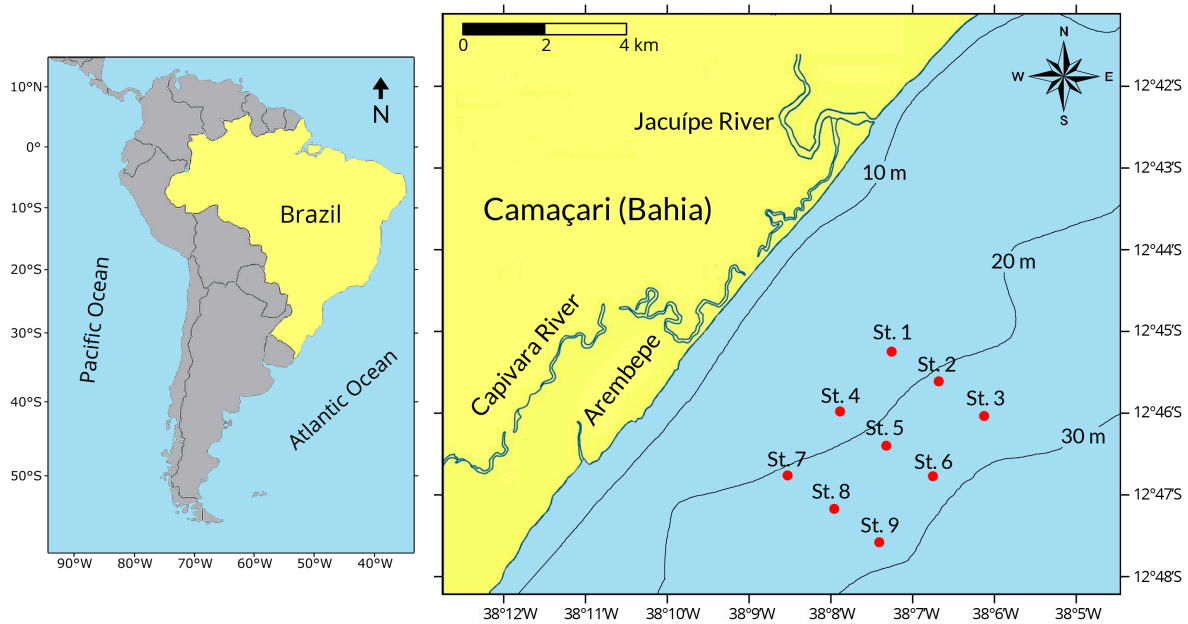 10°N
0°
10°S
20°S
30°S
40°S
50°S
90°W
80°W
70°W
60°W
50°W
40°W
N
Brazil
Pacific Ocean
Atlantic Ocean
0
2
4 km
N
W
E
S
Jacuípe River
Camaçari (Bahia)
Capivara River
Arembepe
10 m
20 m
30 m
St. 1
St. 2
St. 3
St. 4
St. 5
St. 6
St. 7
St. 8
St. 9
12°42'S
12°43'S
12°44'S
12°45'S
12°46'S
12°47'S
12°48'S
38°12'W
38°11'W
38°10'W
38°9'W
38°8'W
38°7'W
38°6'W
38°5'W